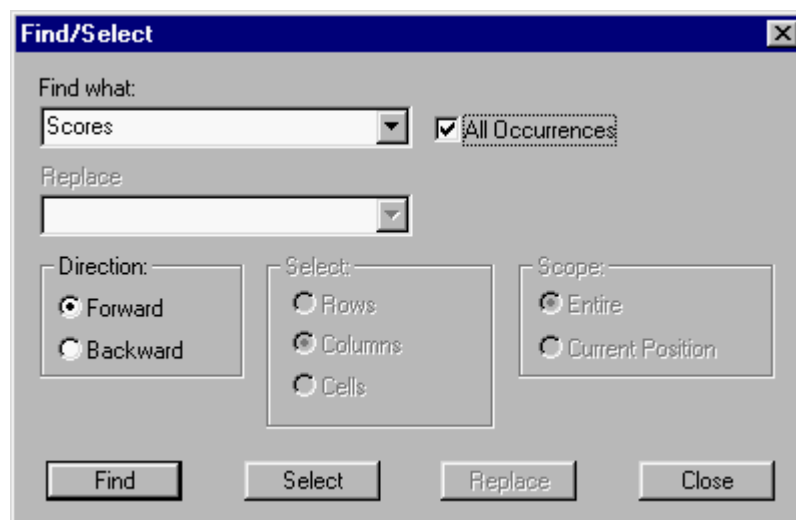 Find/Select
Find what:
Scores
All Occurrences
Replace
Direction:
Forward
Backward
Select:
Rows
Columns
Cells
Scope:
Entire
Current Position
Find
Select
Replace
Close